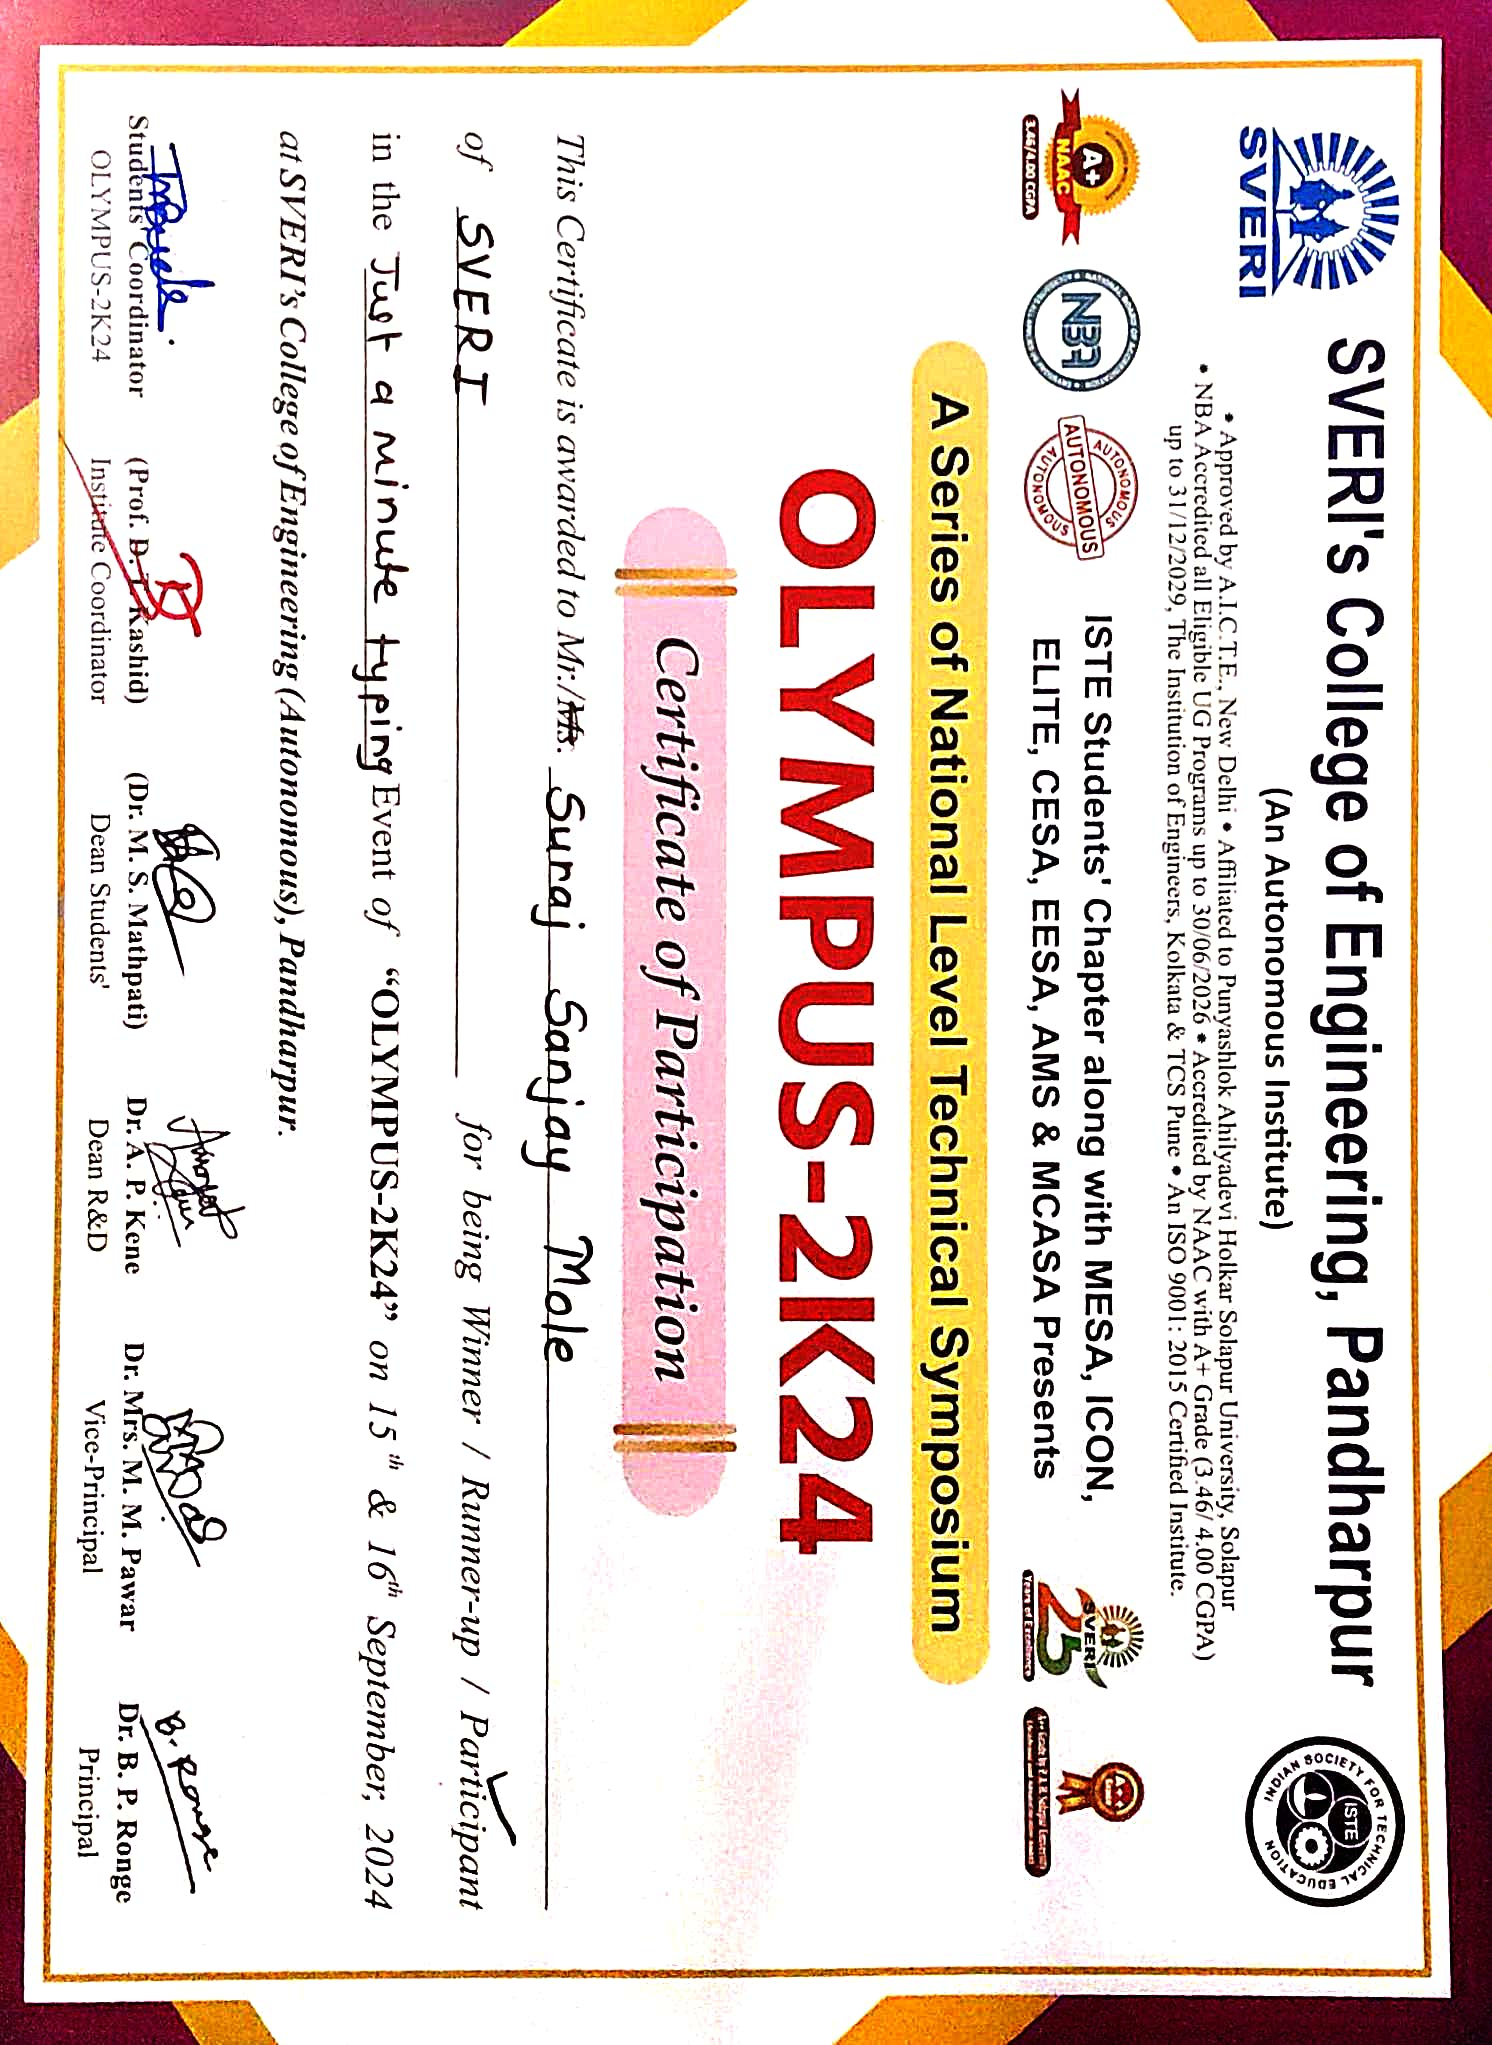 SVERI
SVERI's College of Engineering, Pandharpur
(An Autonomous Institute)
• Approved by A.I.C.T.E., New Delhi • Affiliated to Punyashlok Ahilyadevi Holkar Solapur University, Solapur
• NBA Accredited all Eligible UG Programs up to 30/06/2026 • Accredited by NAAC with A+ Grade (3.46/ 4.00 CGPA)
up to 31/12/2029, The Institution of Engineers, Kolkata & TCS Pune • An ISO 9001: 2015 Certified Institute.
INDIAN SOCIETY FOR TECHNICAL EDUCATION
ISTE
A+
NAAC
3.46/4.00 CGPA
NBA
AUTONOMOUS
AUTONOMOUS
AUTONOMOUS
ISTE Students' Chapter along with MESA, ICON,
ELITE, CESA, EESA, AMS & MCASA Presents
SVERI
25
Years of Excellence
A Series of National Level Technical Symposium
OLYMPUS-2K24
Certificate of Participation
This Certificate is awarded to Mr./Ms. Suraj Sanjay Mole
of SVERI for being Winner / Runner-up / Participant
in the Just a minute typing Event of “OLYMPUS-2K24” on 15th & 16th September, 2024
at SVERI's College of Engineering (Autonomous), Pandharpur.
B. Ronge
Students' Coordinator (Prof. D. T. Kashid) (Dr. M. S. Mathpati) Dr. A. P. Kene Dr. Mrs. M. M. Pawar Dr. B. P. Ronge
OLYMPUS-2K24 Institute Coordinator Dean Students' Dean R&D Vice-Principal Principal